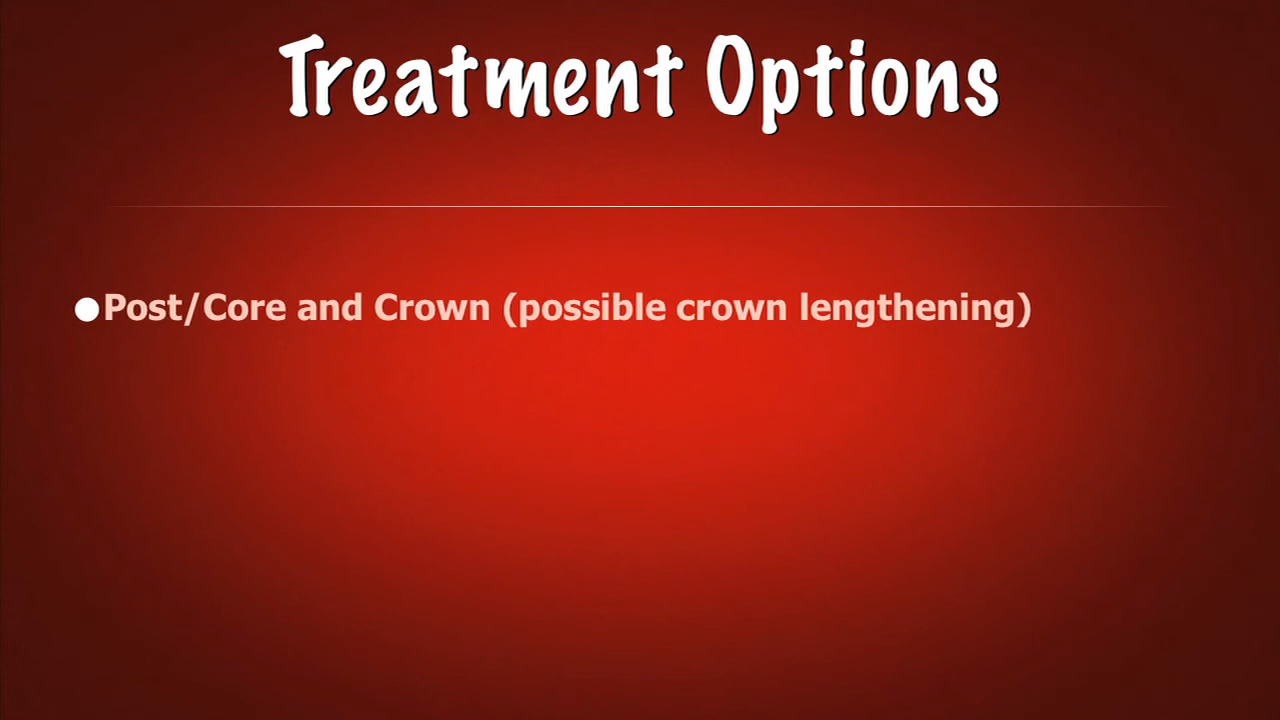 Treatment Options
●Post/Core and Crown (possible crown lengthening)